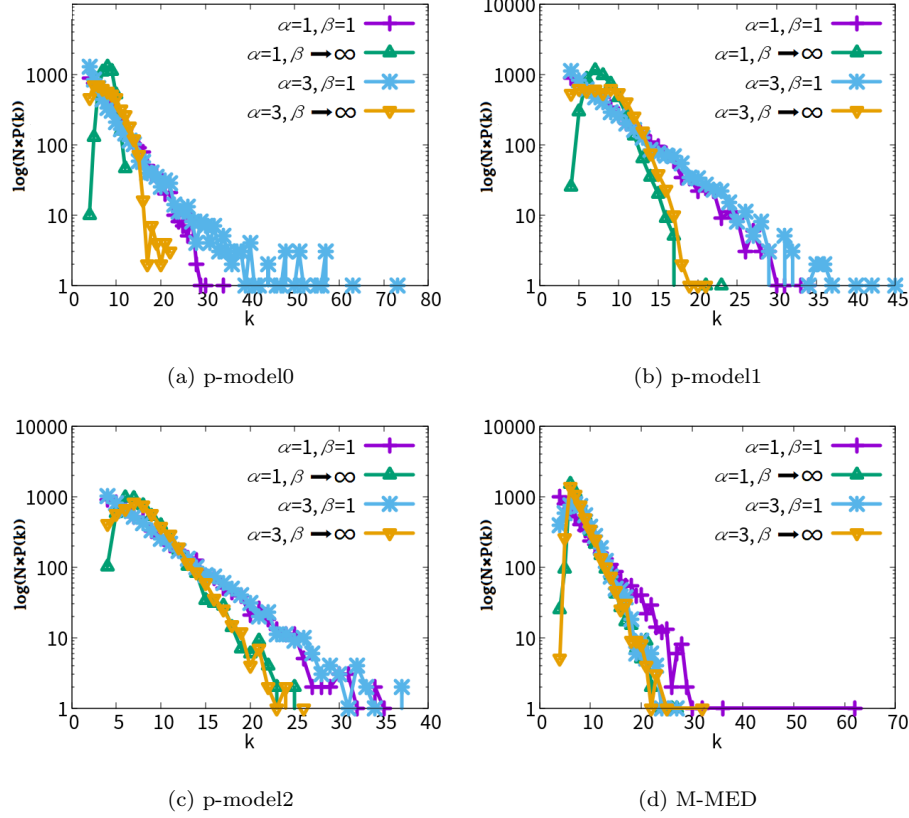 α=1, β=1
α=1, β → ∞
α=3, β=1
α=3, β → ∞
log(N×P(k))
1000
100
10
1
0 10 20 30 40 50 60 70 80
k
(a) p-model0
α=1, β=1
α=1, β → ∞
α=3, β=1
α=3, β → ∞
log(N×P(k))
10000
1000
100
10
1
0 5 10 15 20 25 30 35 40 45
k
(b) p-model1
α=1, β=1
α=1, β → ∞
α=3, β=1
α=3, β → ∞
log(N×P(k))
10000
1000
100
10
1
0 5 10 15 20 25 30 35 40
k
(c) p-model2
α=1, β=1
α=1, β → ∞
α=3, β=1
α=3, β → ∞
log(N×P(k))
10000
1000
100
10
1
0 10 20 30 40 50 60 70
k
(d) M-MED